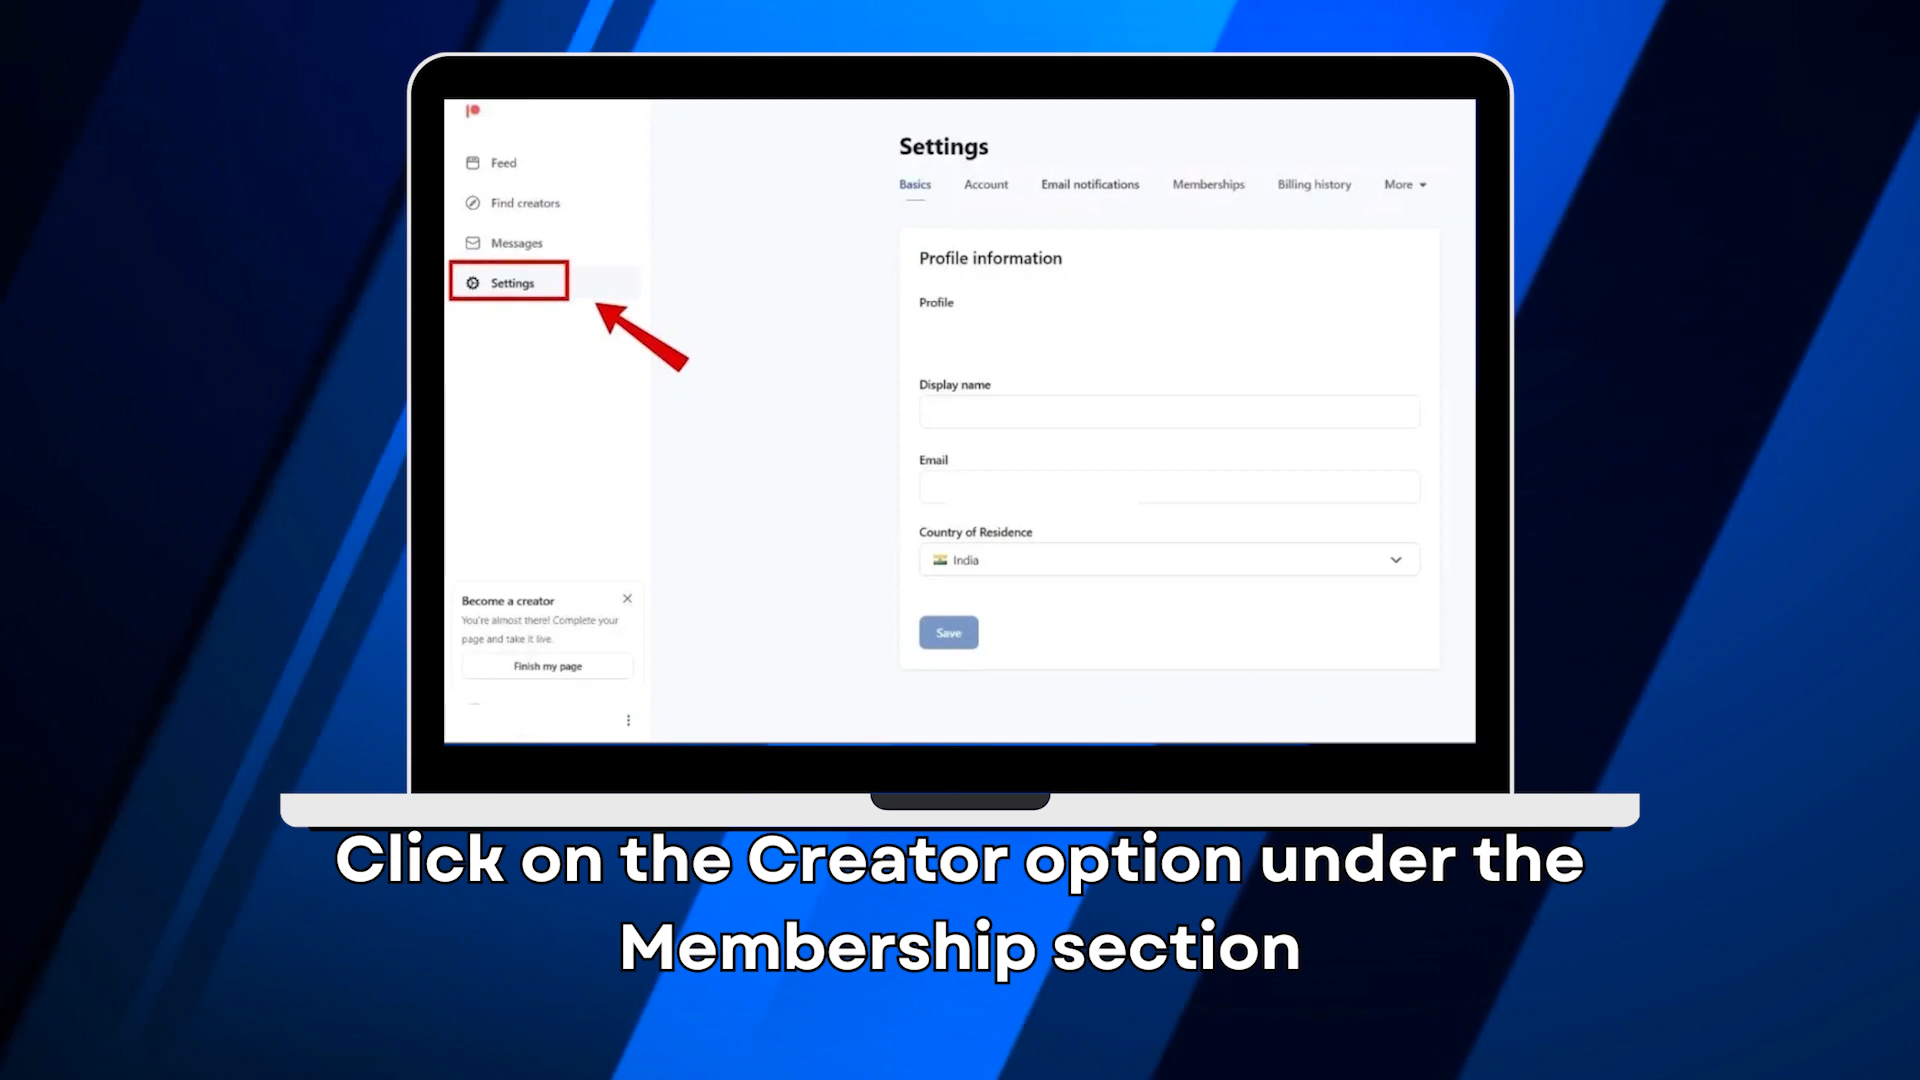 Feed
Find creators
Messages
Settings
Settings
Basics Account Email notifications Memberships Billing history More
Profile information
Profile
Display name
Email
Country of Residence
India
Save
Become a creator
You're almost there! Complete your
page and take it live.
Finish my page
Click on the Creator option under the
Membership section